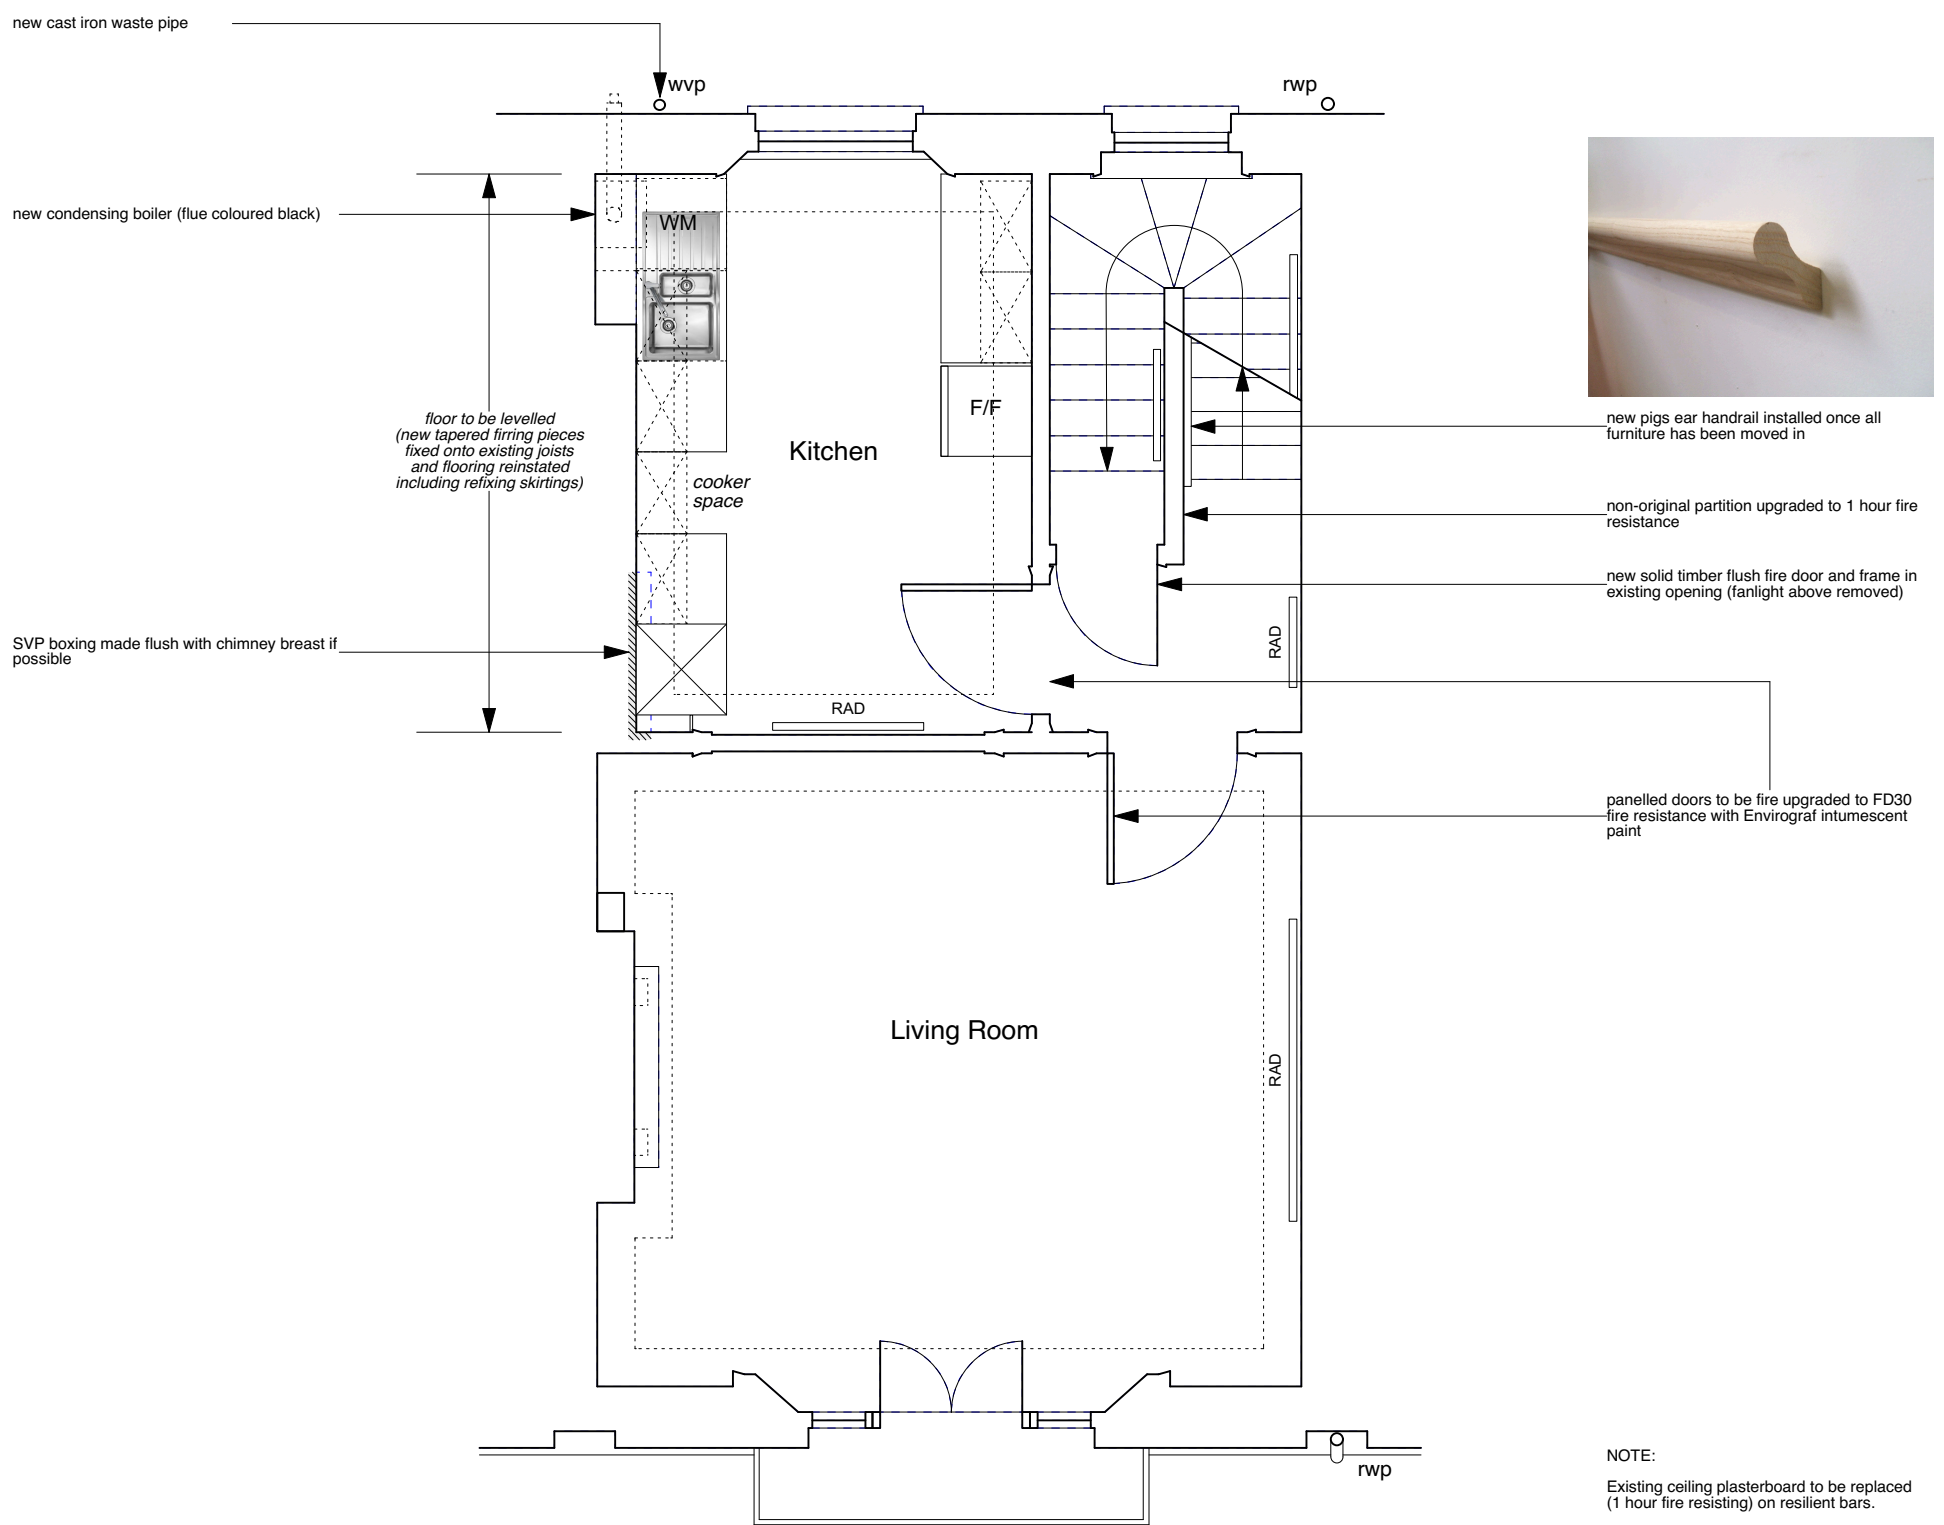 new cast iron waste pipe
wvp
rwp
new condensing boiler (flue coloured black)
WM
floor to be levelled
(new tapered firring pieces
fixed onto existing joists
and flooring reinstated
including refixing skirtings)
F/F
Kitchen
cooker
space
new pigs ear handrail installed once all
furniture has been moved in
non-original partition upgraded to 1 hour fire
resistance
new solid timber flush fire door and frame in
existing opening (fanlight above removed)
SVP boxing made flush with chimney breast if
possible
RAD
RAD
panelled doors to be fire upgraded to FD30
fire resistance with Envirograf intumescent
paint
Living Room
RAD
rwp
NOTE:
Existing ceiling plasterboard to be replaced
(1 hour fire resisting) on resilient bars.